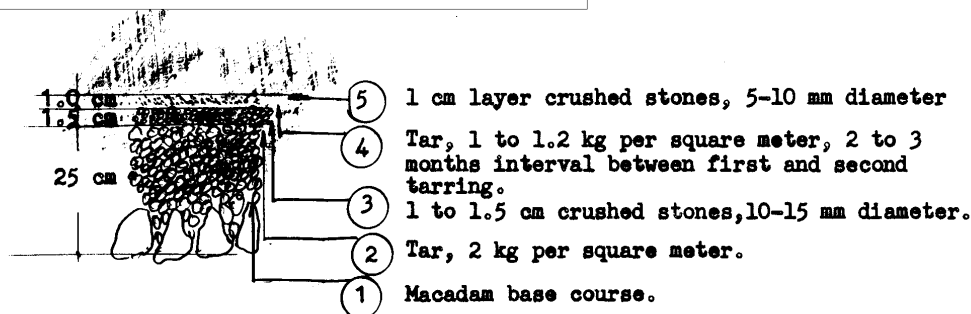 1.0 cm
1.5 cm
25 cm
5 1 cm layer crushed stones, 5-10 mm diameter
4 Tar, 1 to 1.2 kg per square meter, 2 to 3
months interval between first and second
tarring.
3 1 to 1.5 cm crushed stones,10-15 mm diameter.
2 Tar, 2 kg per square meter.
1 Macadam base course.